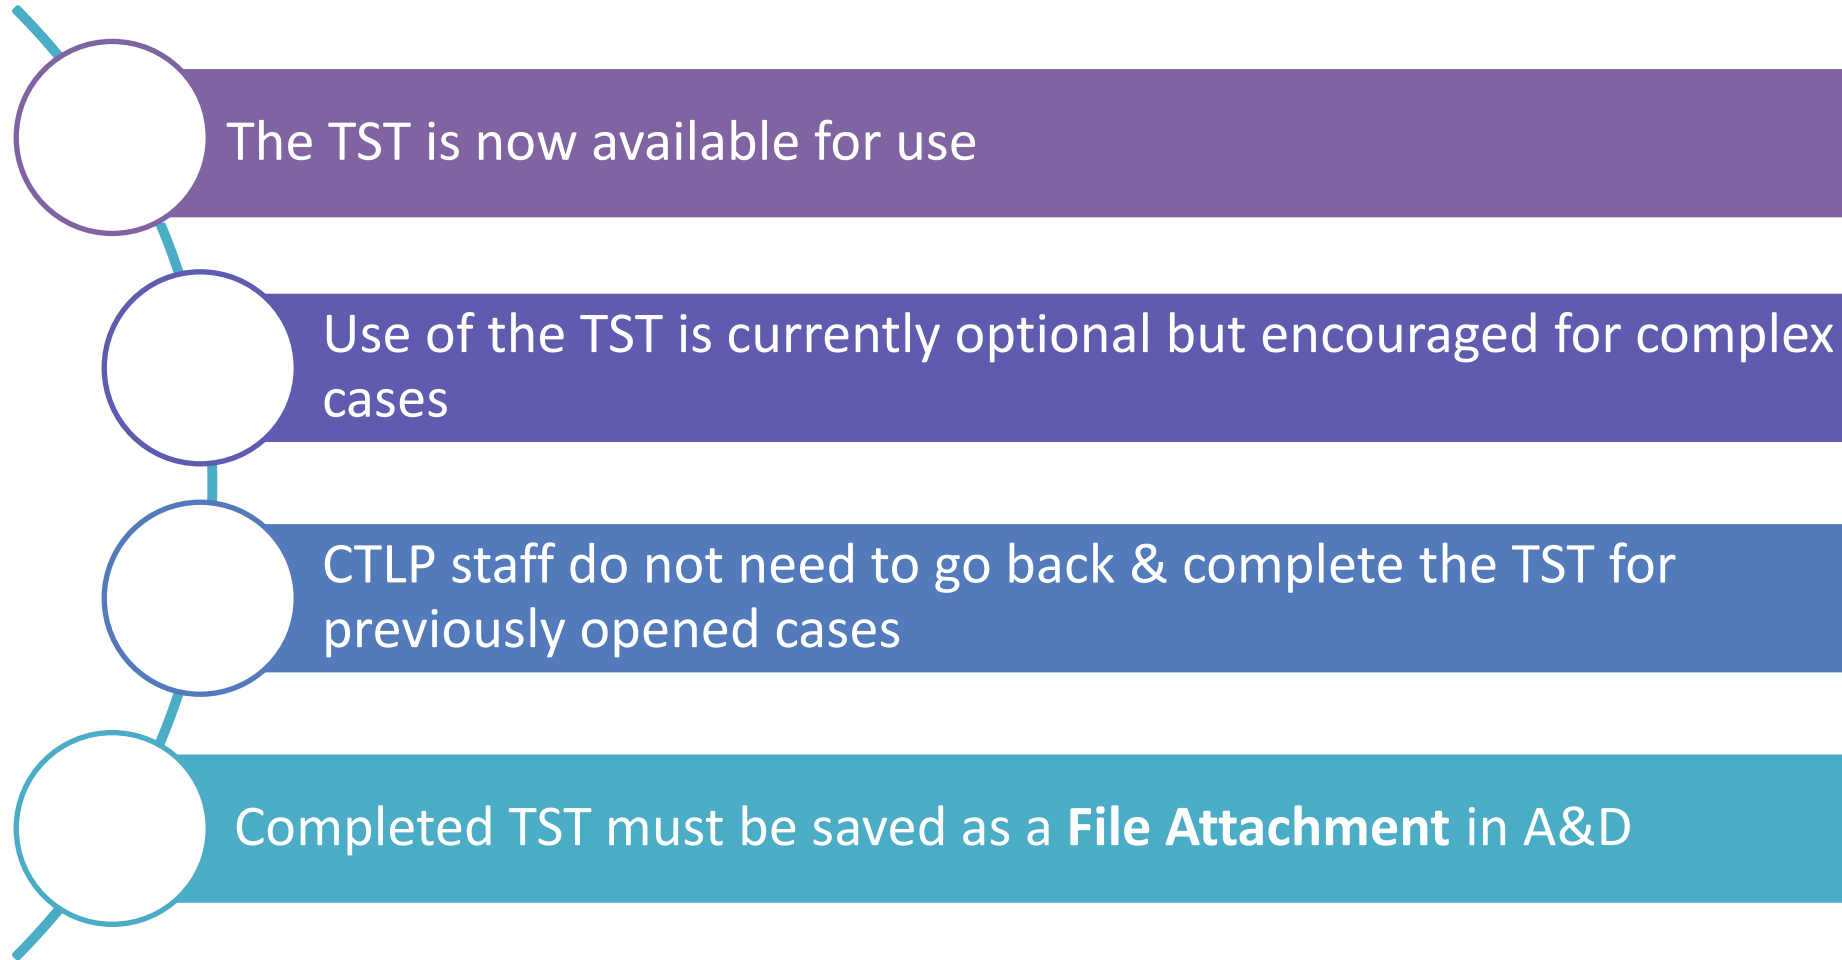 The TST is now available for use
Use of the TST is currently optional but encouraged for complex
cases
CTLP staff do not need to go back & complete the TST for
previously opened cases
Completed TST must be saved as a File Attachment in A&D